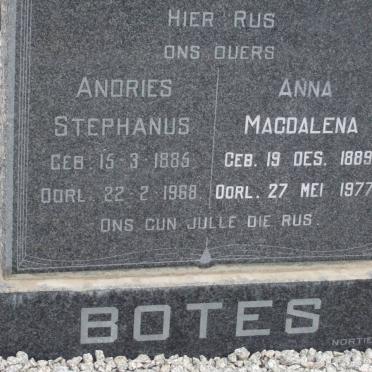 HIER RUS
ONS OUERS
ANDRIES
STEPHANUS
GEB. 15-3-1885
OORL. 22-2-1968
ANNA
MAGDALENA
GEB. 19 DES. 1889
OORL. 27 MEI 1977
ONS GUN JULLE DIE RUS.
BOTES
NORTIE